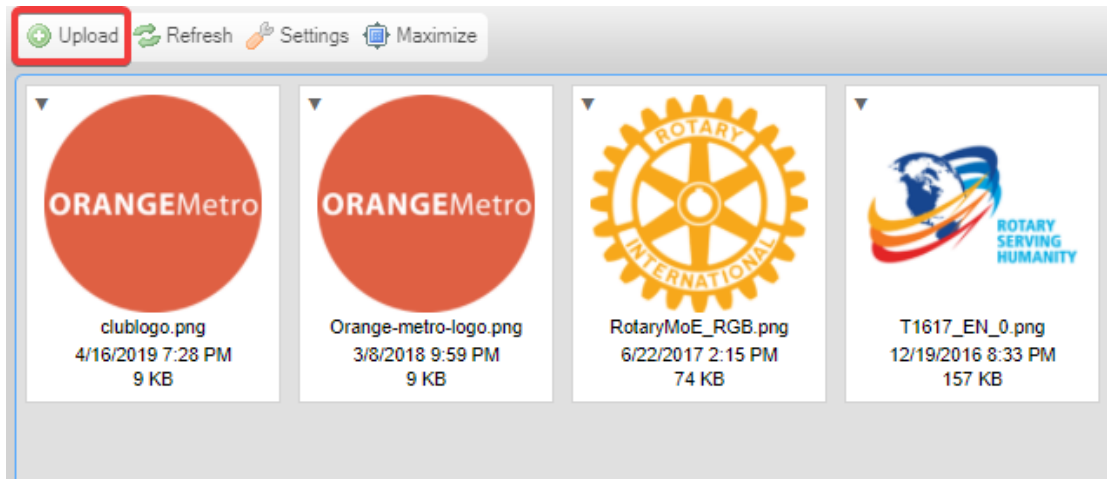 Upload Refresh Settings Maximize
ORANGEMetro
clublogo.png
4/16/2019 7:28 PM
9 KB
ORANGEMetro
Orange-metro-logo.png
3/8/2018 9:59 PM
9 KB
ROTARY
INTERNATIONAL
RotaryMoE_RGB.png
6/22/2017 2:15 PM
74 KB
ROTARY
SERVING
HUMANITY
T1617_EN_0.png
12/19/2016 8:33 PM
157 KB